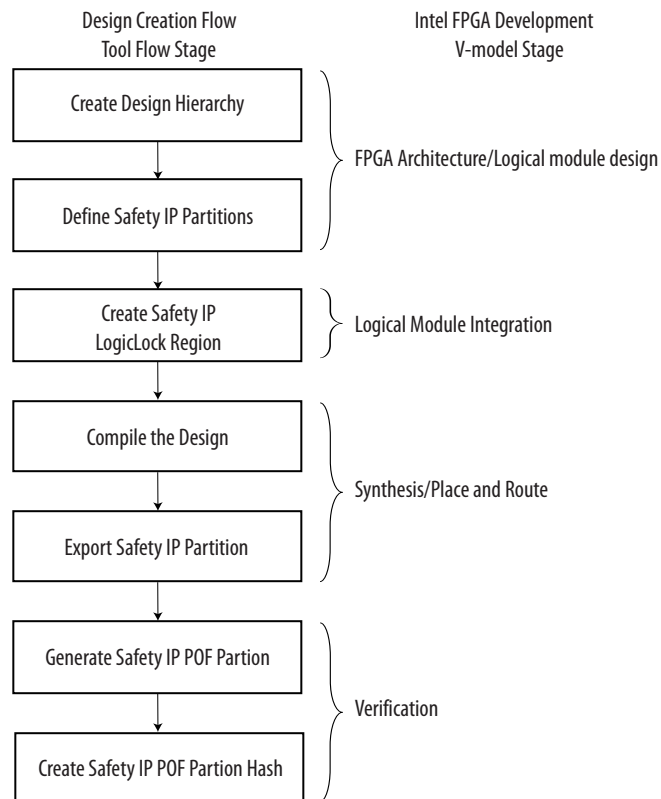 Design Creation Flow
Tool Flow Stage
Intel FPGA Development
V-model Stage
Create Design Hierarchy
FPGA Architecture/Logical module design
Define Safety IP Partitions
Create Safety IP
LogicLock Region
Logical Module Integration
Compile the Design
Synthesis/Place and Route
Export Safety IP Partition
Generate Safety IP POF Partion
Verification
Create Safety IP POF Partion Hash